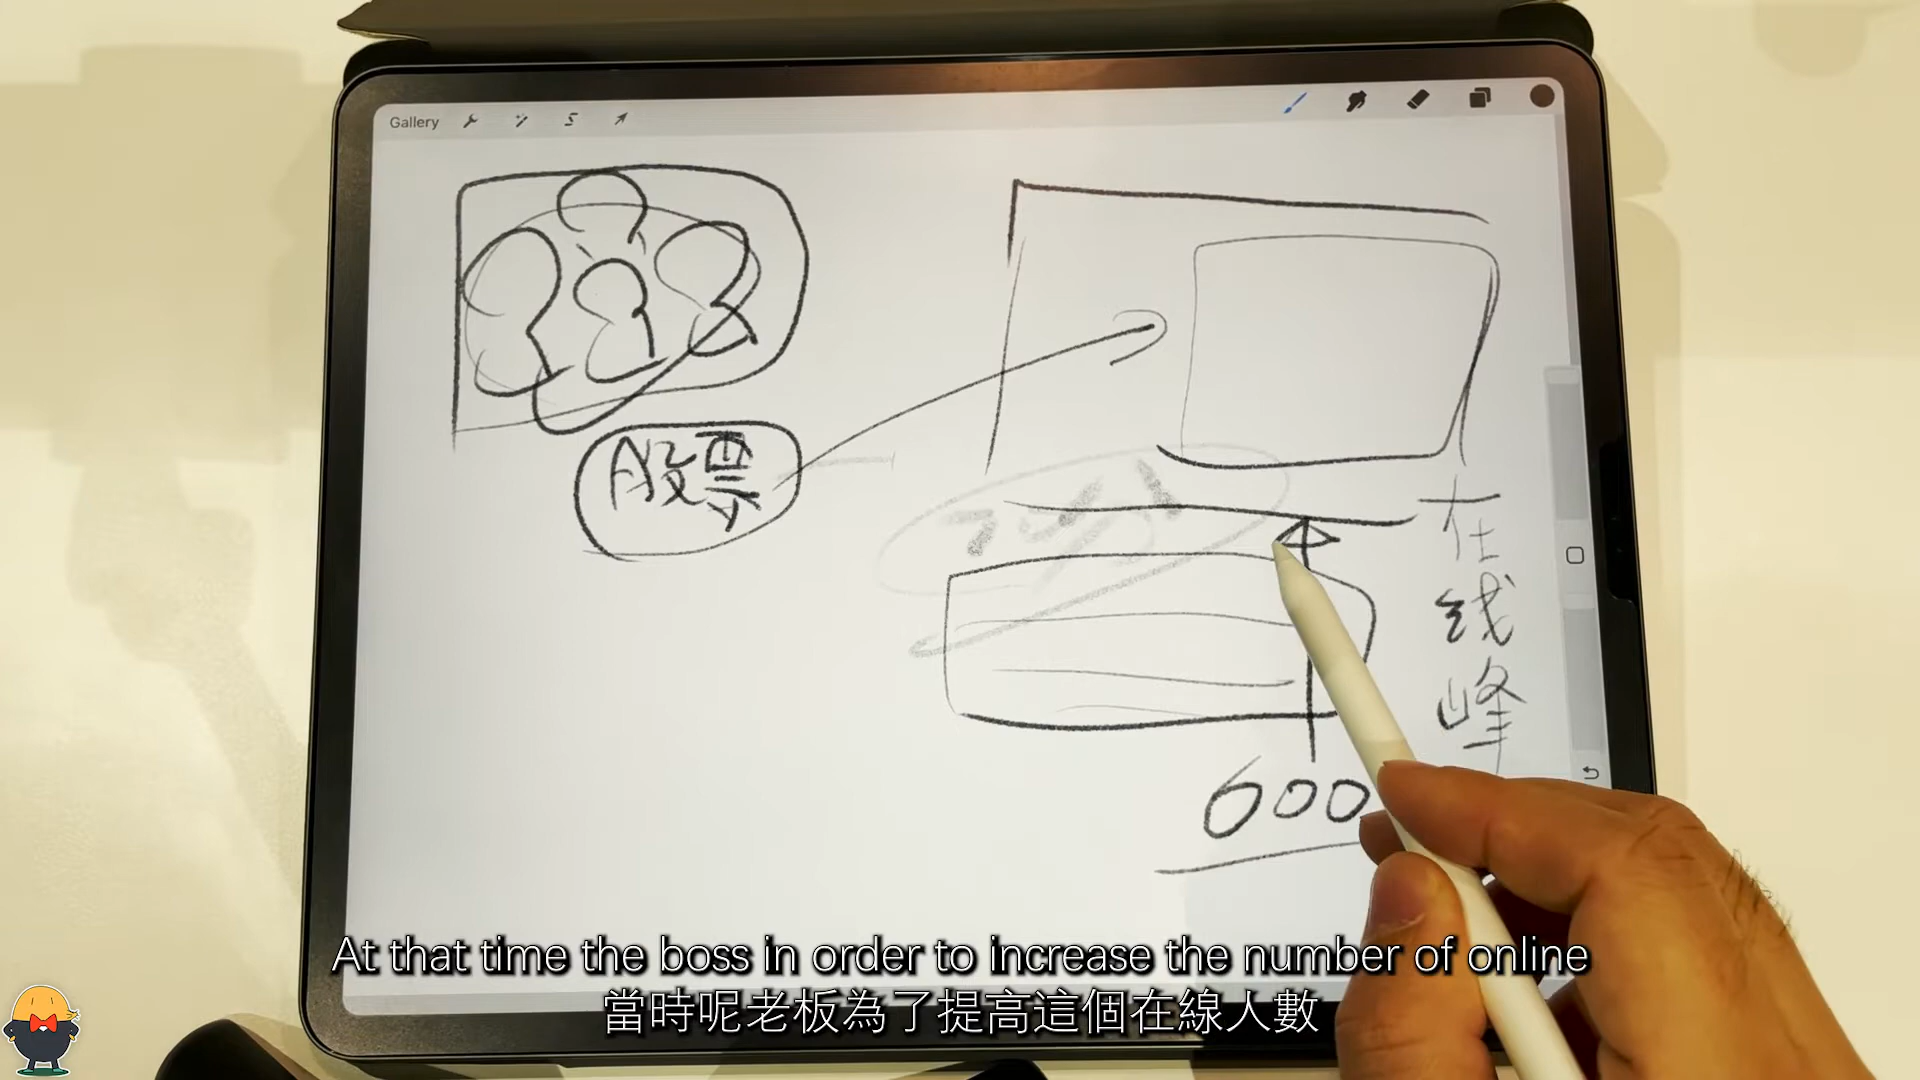 Gallery
股票
在线峰
600
At that time the boss in order to increase the number of online
當時呢老板為了提高這個在線人數